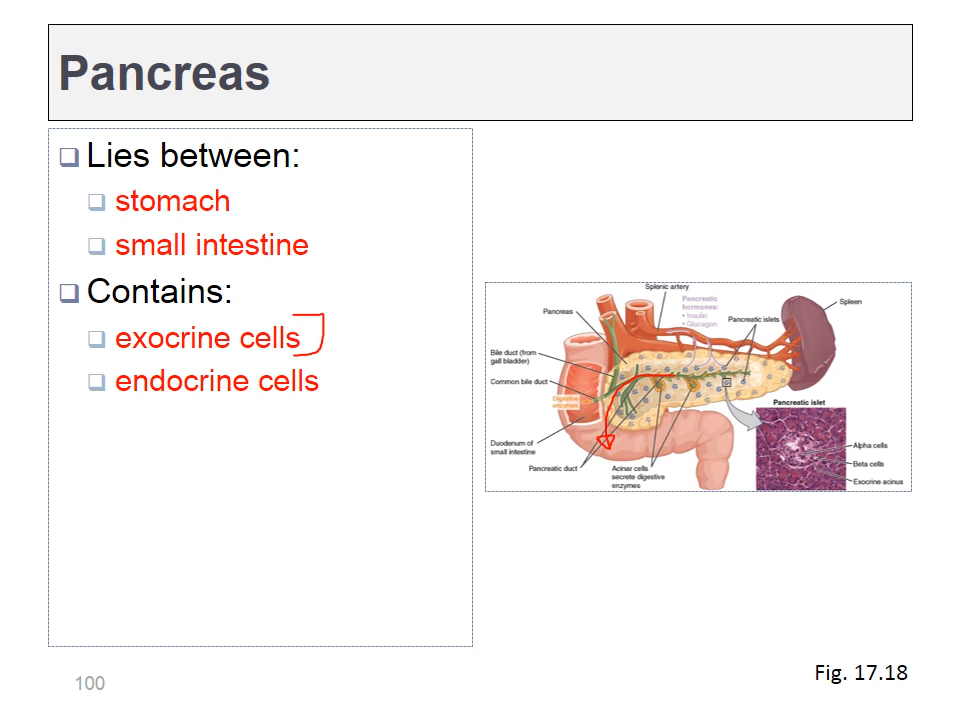 Pancreas
Lies between:
stomach
small intestine
Contains:
exocrine cells
endocrine cells
Splenic artery
Pancreatic
hormones:
• Insulin
• Glucagon
Spleen
Pancreas
Pancreatic islets
Bile duct (from
gall bladder)
Common bile duct
Digestive
enzymes
Pancreatic islet
Duodenum of
small intestine
Pancreatic duct
Acinar cells
secrete digestive
enzymes
Alpha cells
Beta cells
Exocrine acinus
100
Fig. 17.18